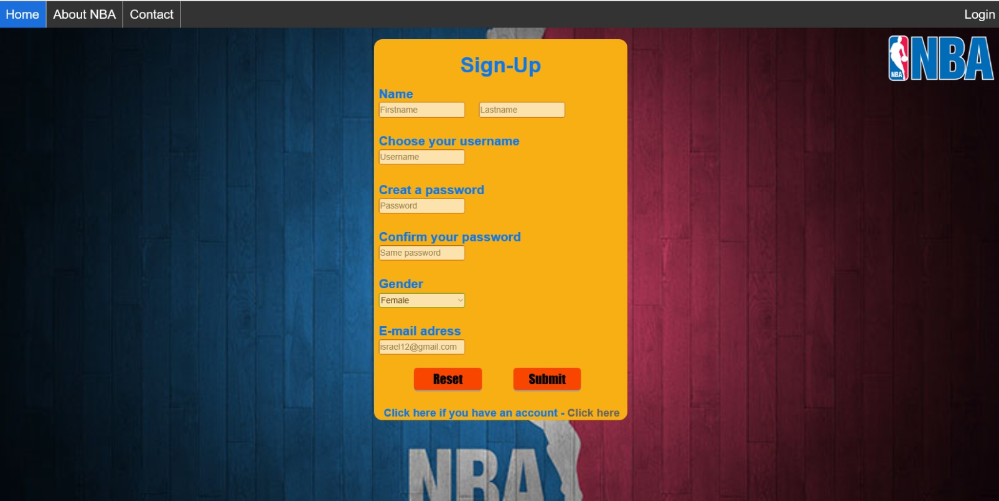 Home About NBA Contact Login
NBA NBA
Sign-Up
Name
Firstname Lastname
Choose your username
Username
Creat a password
Password
Confirm your password
Same password
Gender
Female
E-mail adress
israel12@gmail.com
Reset Submit
Click here if you have an account - Click here
NBA